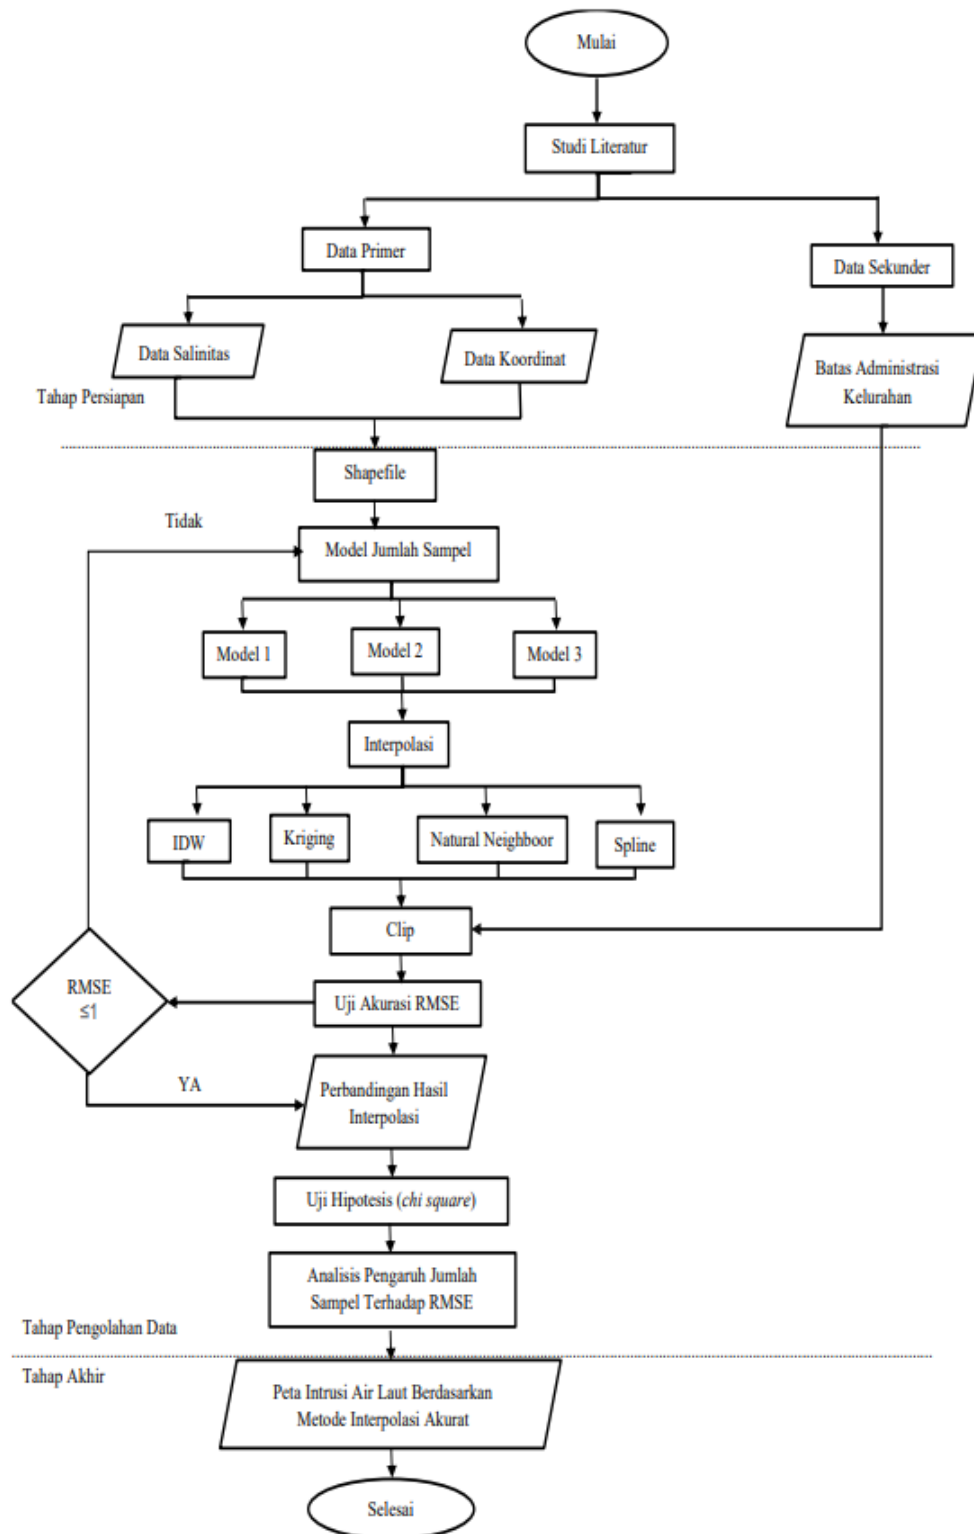 Mulai
Studi Literatur
Data Primer
Data Sekunder
Data Salinitas
Data Koordinat
Batas Administrasi
Kelurahan
Tahap Persiapan
Shapefile
Tidak
Model Jumlah Sampel
Model 1
Model 2
Model 3
Interpolasi
IDW
Kriging
Natural Neighboor
Spline
Clip
RMSE
≤1
Uji Akurasi RMSE
YA
Perbandingan Hasil
Interpolasi
Uji Hipotesis (chi square)
Analisis Pengaruh Jumlah
Sampel Terhadap RMSE
Tahap Pengolahan Data
Tahap Akhir
Peta Intrusi Air Laut Berdasarkan
Metode Interpolasi Akurat
Selesai